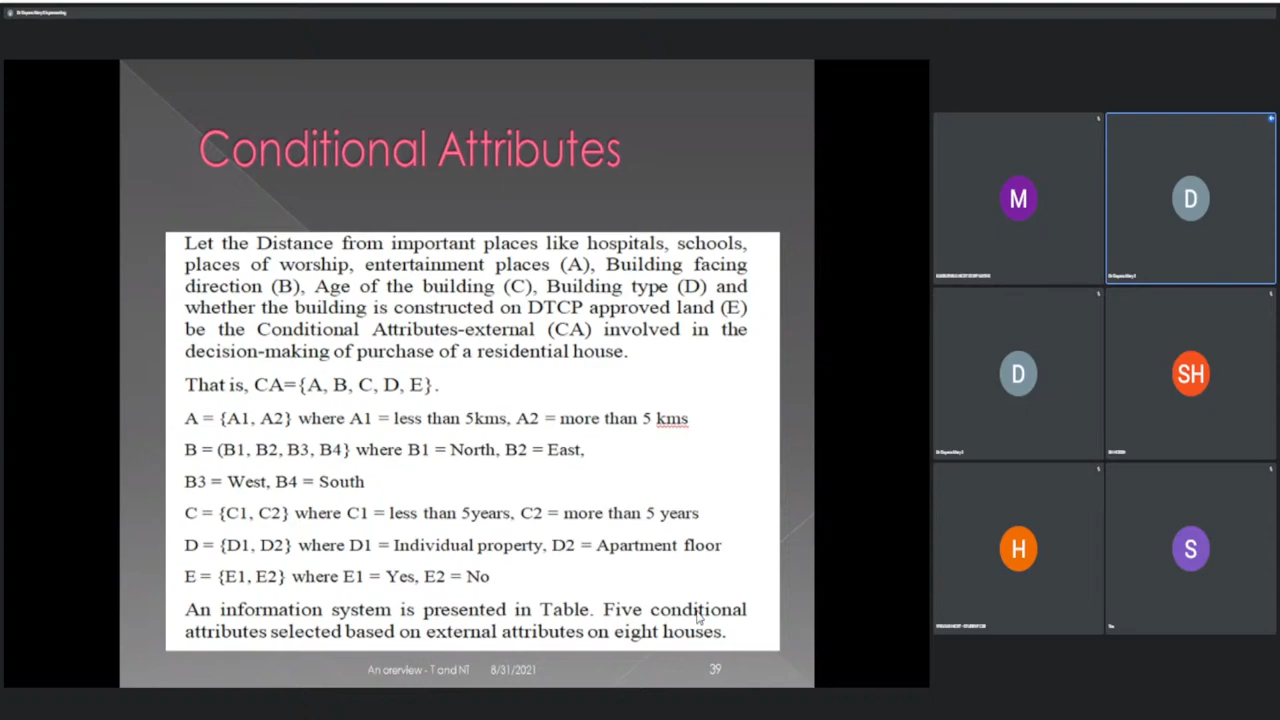 Conditional Attributes
Let the Distance from important places like hospitals, schools,
places of worship, entertainment places (A), Building facing
direction (B), Age of the building (C), Building type (D) and
whether the building is constructed on DTCP approved land (E)
be the Conditional Attributes-external (CA) involved in the
decision-making of purchase of a residential house.
That is, CA={A, B, C, D, E}.
A = {A1, A2} where A1 = less than 5kms, A2 = more than 5 kms
B = (B1, B2, B3, B4} where B1 = North, B2 = East,
B3 = West, B4 = South
C = {C1, C2} where C1 = less than 5years, C2 = more than 5 years
D = {D1, D2} where D1 = Individual property, D2 = Apartment floor
E = {E1, E2} where E1 = Yes, E2 = No
An information system is presented in Table. Five conditional
attributes selected based on external attributes on eight houses.
An orerview - T and NT 8/31/2021 39
M
D
D
SH
H
S